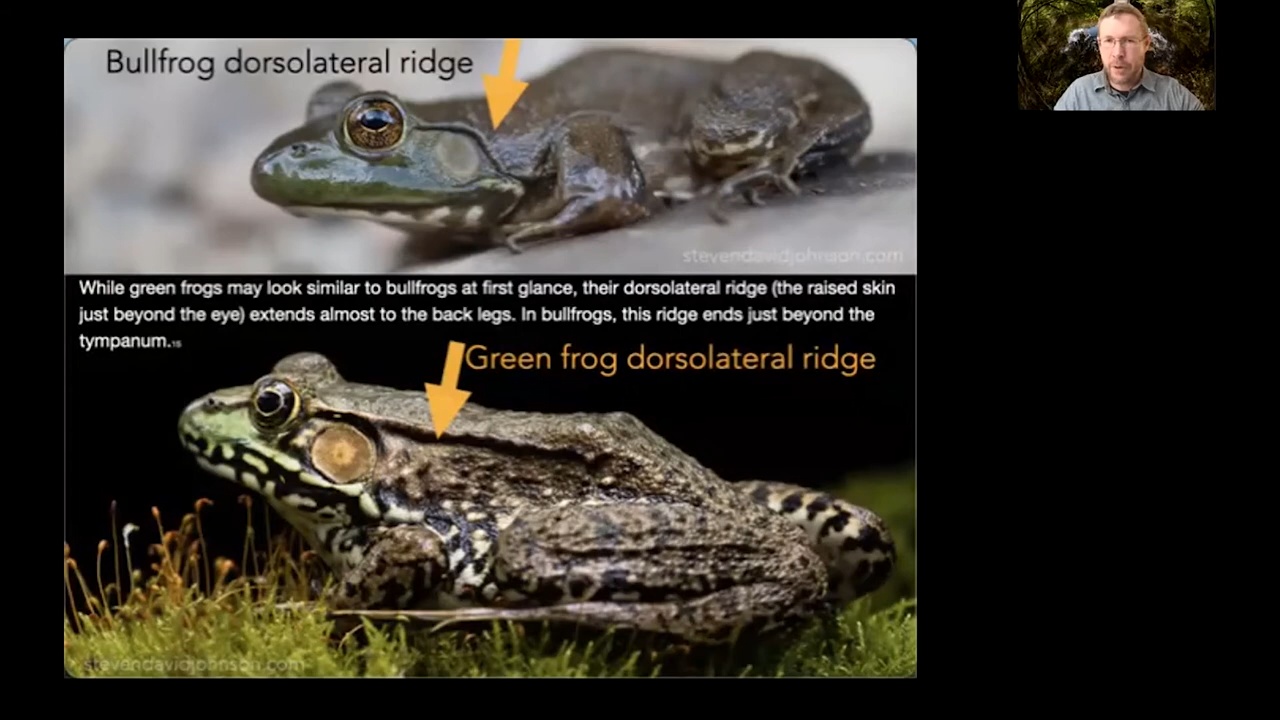 Bullfrog dorsolateral ridge
stevendavidjohnson.com
While green frogs may look similar to bullfrogs at first glance, their dorsolateral ridge (the raised skin
just beyond the eye) extends almost to the back legs. In bullfrogs, this ridge ends just beyond the
tympanum.15
Green frog dorsolateral ridge
stevendavidjohnson.com